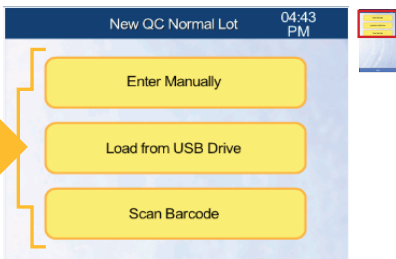 New QC Normal Lot 04:43 PM
Enter Manually
Load from USB Drive
Scan Barcode